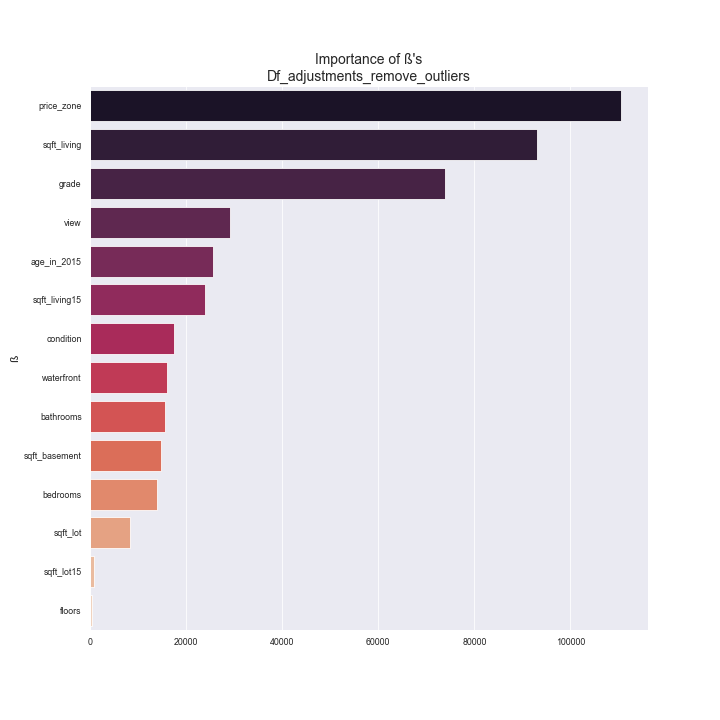 Importance of ß's
Df_adjustments_remove_outliers
price_zone
sqft_living
grade
view
age_in_2015
sqft_living15
condition
ß
waterfront
bathrooms
sqft_basement
bedrooms
sqft_lot
sqft_lot15
floors
0 20000 40000 60000 80000 100000